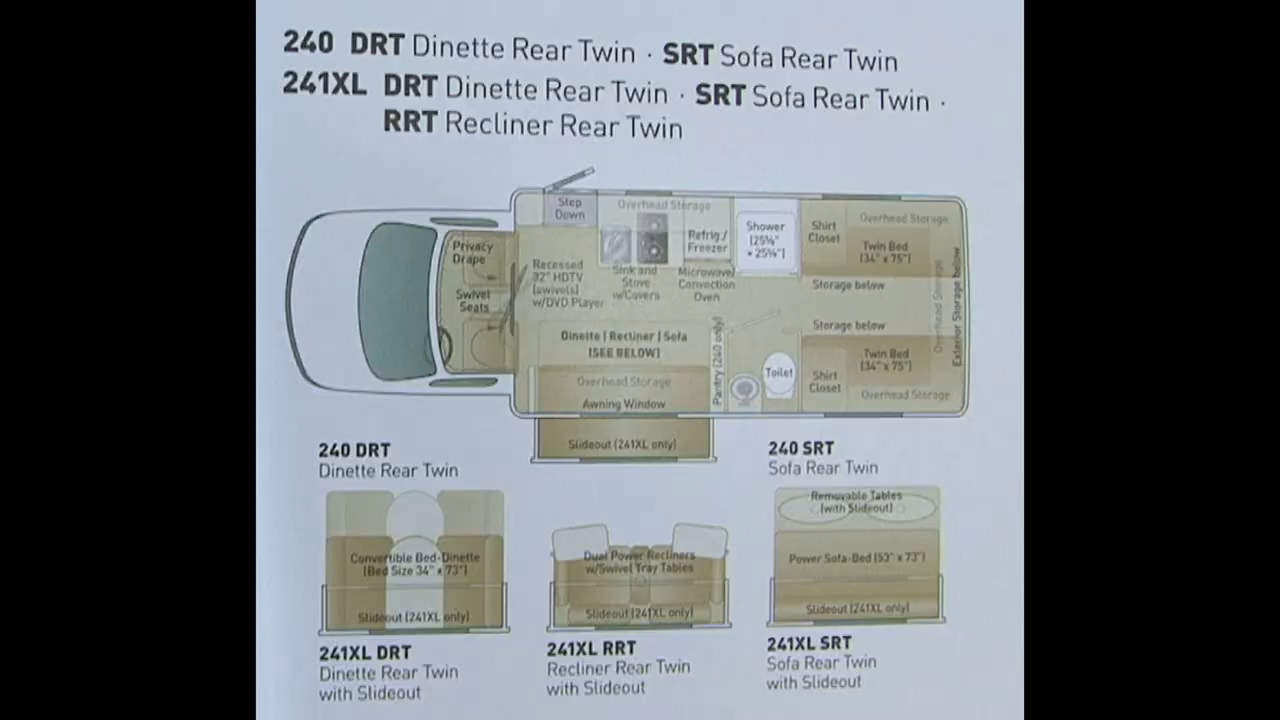 240 DRT Dinette Rear Twin · SRT Sofa Rear Twin
241XL DRT Dinette Rear Twin · SRT Sofa Rear Twin ·
RRT Recliner Rear Twin
Step
Down
Overhead Storage
Privacy
Drape
Swivel
Seats
Recessed
32" HDTV
(swivels)
w/DVD Player
Sink and
Stove
w/Covers
Refrig./
Freezer
Microwave/
Convection
Oven
Shower
(25⅝"
× 25⅝")
Shirt
Closet
Overhead Storage
Twin Bed
(34" x 75")
Storage below
Overhead Storage
Exterior Storage below
Storage below
Twin Bed
(34" x 75")
Shirt
Closet
Overhead Storage
Dinette | Recliner | Sofa
(SEE BELOW)
Overhead Storage
Awning Window
Pantry (240 only)
Toilet
Slideout (241XL only)
240 DRT
Dinette Rear Twin
Convertible Bed-Dinette
(Bed Size 34" x 73")
Slideout (241XL only)
241XL DRT
Dinette Rear Twin
with Slideout
Dual Power Recliners
w/Swivel Tray Tables
Slideout (241XL only)
241XL RRT
Recliner Rear Twin
with Slideout
240 SRT
Sofa Rear Twin
Removable Tables
(with Slideout)
Power Sofa-Bed (53" x 73")
Slideout (241XL only)
241XL SRT
Sofa Rear Twin
with Slideout